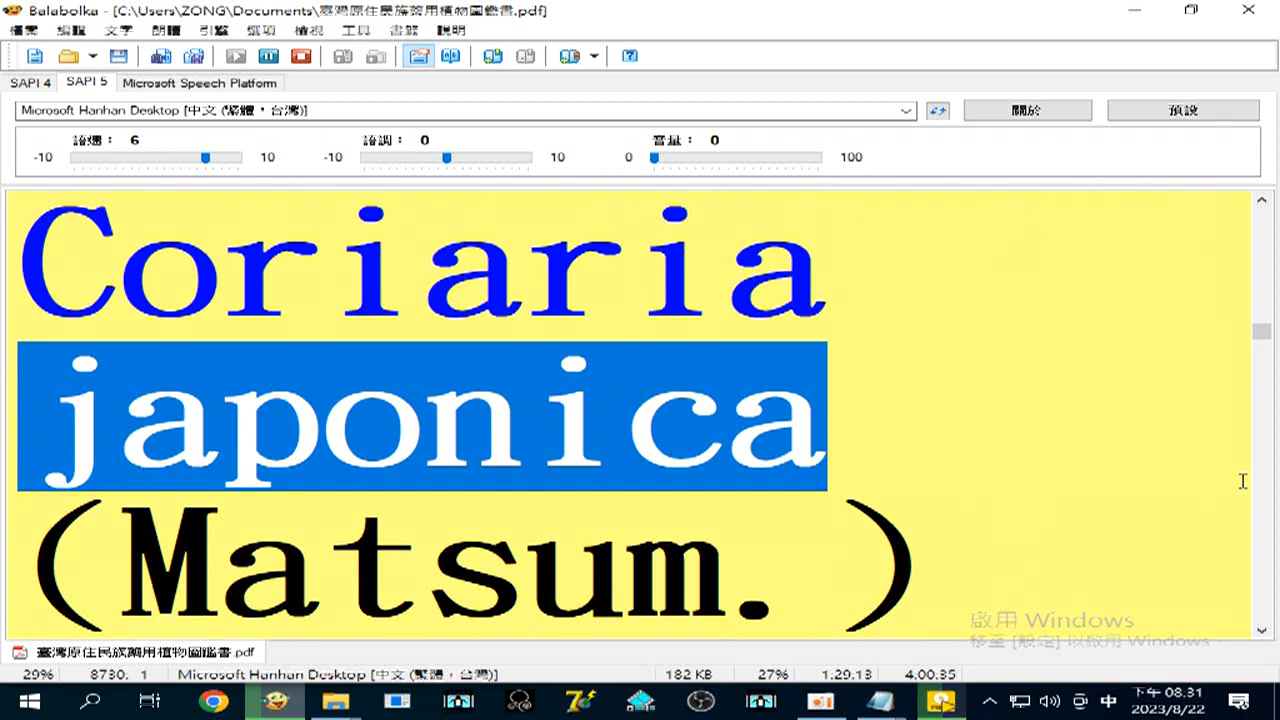 Balabolka - [C:\Users\ZONG\Documents\臺灣原住民族藥用植物圖鑑書.pdf]
檔案 編輯 文字 朗讀 引擎 選項 檢視 工具 書籤 說明
SAPI 4 SAPI 5 Microsoft Speech Platform
Microsoft Hanhan Desktop [中文 (繁體，台灣)] 關於 預設
語速： 6 語調： 0 音量： 0
-10 10 -10 10 0 100
Coriaria
japonica
(Matsum. )
啟用 Windows
移至 [設定] 以啟用 Windows。
臺灣原住民族藥用植物圖鑑書.pdf
29% 8730. 1 Microsoft Hanhan Desktop [中文 (繁體，台灣)] 182 KB 27% 1.29.13 4.00.35
中 下午 08.31
2023/8/22